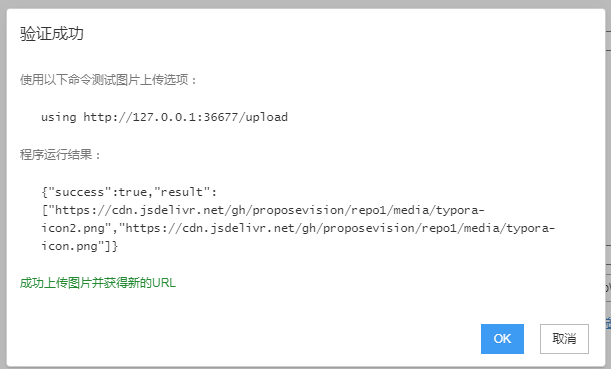 验证成功
使用以下命令测试图片上传选项：
using http://127.0.0.1:36677/upload
程序运行结果：
{"success":true,"result":
["https://cdn.jsdelivr.net/gh/proposevision/repo1/media/typora-
icon2.png","https://cdn.jsdelivr.net/gh/proposevision/repo1/media/typora-
icon.png"]}
成功上传图片并获得新的URL
OK 取消